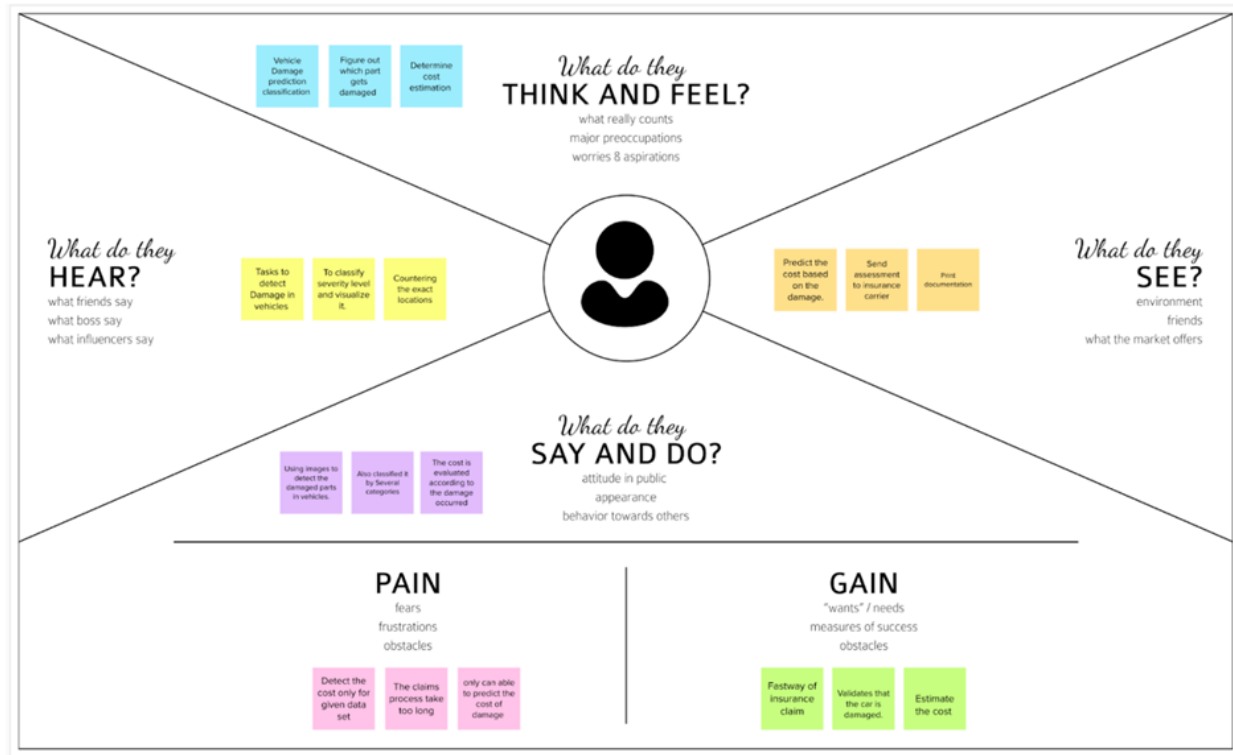 Vehicle
Damage
prediction
classification
Figure out
which part
gets
damaged
Determine
cost
estimation
What do they
THINK AND FEEL?
what really counts
major preoccupations
worries 8 aspirations
What do they
HEAR?
what friends say
what boss say
what influencers say
Tasks to
detect
Damage in
vehicles
To classify
severity level
and visualize
it.
Countering
the exact
locations
Predict the
cost based
on the
damage.
Send
assessment
to insurance
carrier
Print
documentation
What do they
SEE?
environment
friends
what the market offers
What do they
SAY AND DO?
attitude in public
appearance
behavior towards others
Using images to
detect the
damaged parts
in vehicles.
Also classified it
by Several
categories
The cost is
evaluated
according to
the damage
occurred
PAIN
fears
frustrations
obstacles
Detect the
cost only for
given data
set
The claims
process take
too long
only can able
to predict the
cost of
damage
GAIN
"wants" / needs
measures of success
obstacles
Fastway of
insurance
claim
Validates that
the car is
damaged.
Estimate
the cost